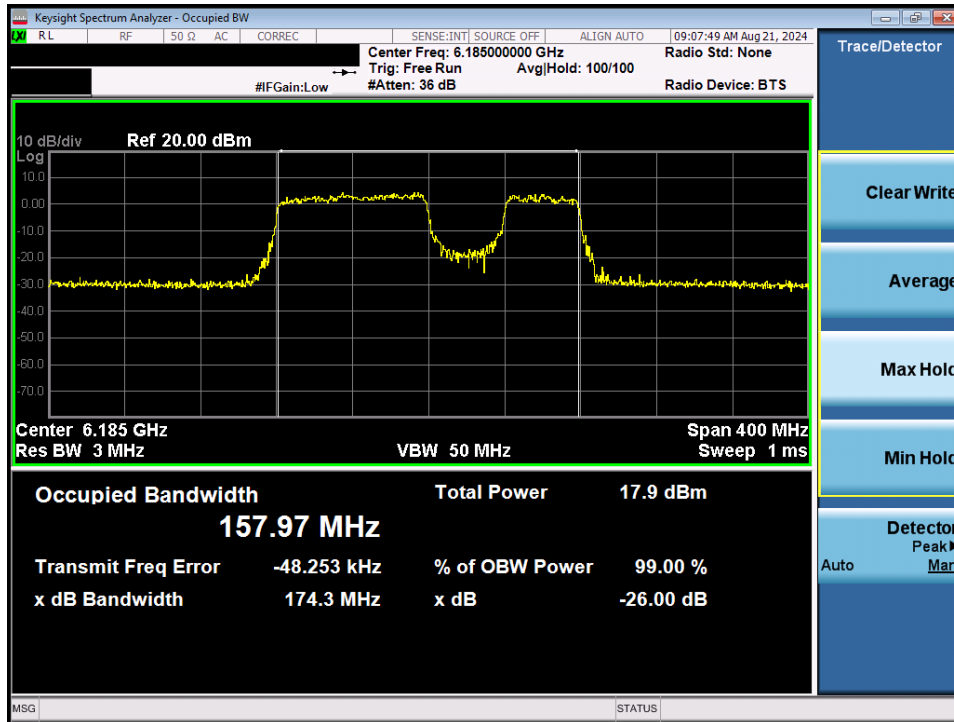 Keysight Spectrum Analyzer - Occupied BW
LXI RL RF 50 Ω AC CORREC SENSE:INT SOURCE OFF ALIGN AUTO 09:07:49 AM Aug 21, 2024
Center Freq: 6.185000000 GHz Radio Std: None
Trig: Free Run Avg|Hold: 100/100
#IFGain:Low #Atten: 36 dB Radio Device: BTS
10 dB/div Ref 20.00 dBm
Log
10.0
0.00
-10.0
-20.0
-30.0
-40.0
-50.0
-60.0
-70.0
Center 6.185 GHz Span 400 MHz
Res BW 3 MHz VBW 50 MHz Sweep 1 ms
Occupied Bandwidth Total Power 17.9 dBm
157.97 MHz
Transmit Freq Error -48.253 kHz % of OBW Power 99.00 %
x dB Bandwidth 174.3 MHz x dB -26.00 dB
MSG STATUS
Trace/Detector
Clear Write
Average
Max Hold
Min Hold
Detector
Peak
Auto Man